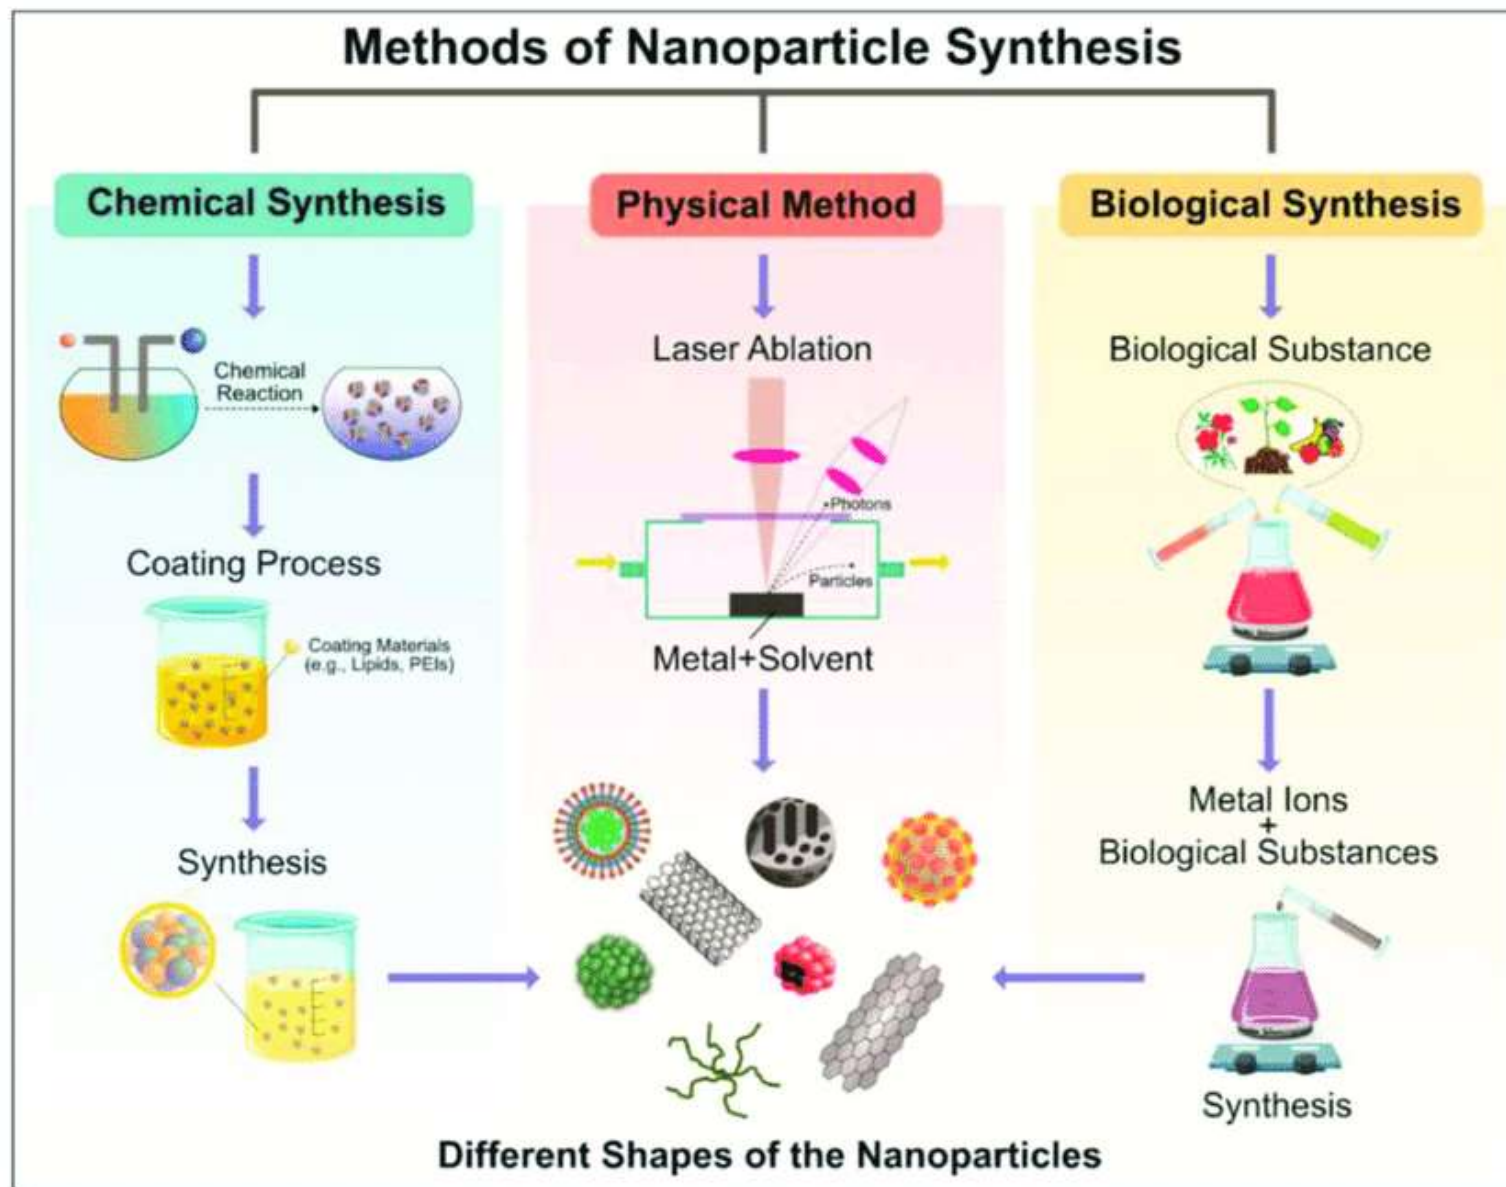 Methods of Nanoparticle Synthesis
Chemical Synthesis
Chemical
Reaction
Coating Process
Coating Materials
(e.g., Lipids, PEIs)
Synthesis
Physical Method
Laser Ablation
Photons
Particles
Metal+Solvent
Biological Synthesis
Biological Substance
Metal Ions
+
Biological Substances
Synthesis
Different Shapes of the Nanoparticles